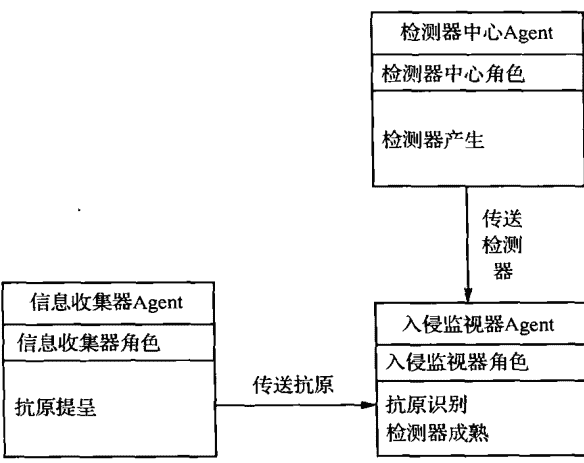 检测器中心Agent
检测器中心角色
检测器产生
传送
检测
器
信息收集器Agent
信息收集器角色
抗原提呈
传送抗原
入侵监视器Agent
入侵监视器角色
抗原识别
检测器成熟